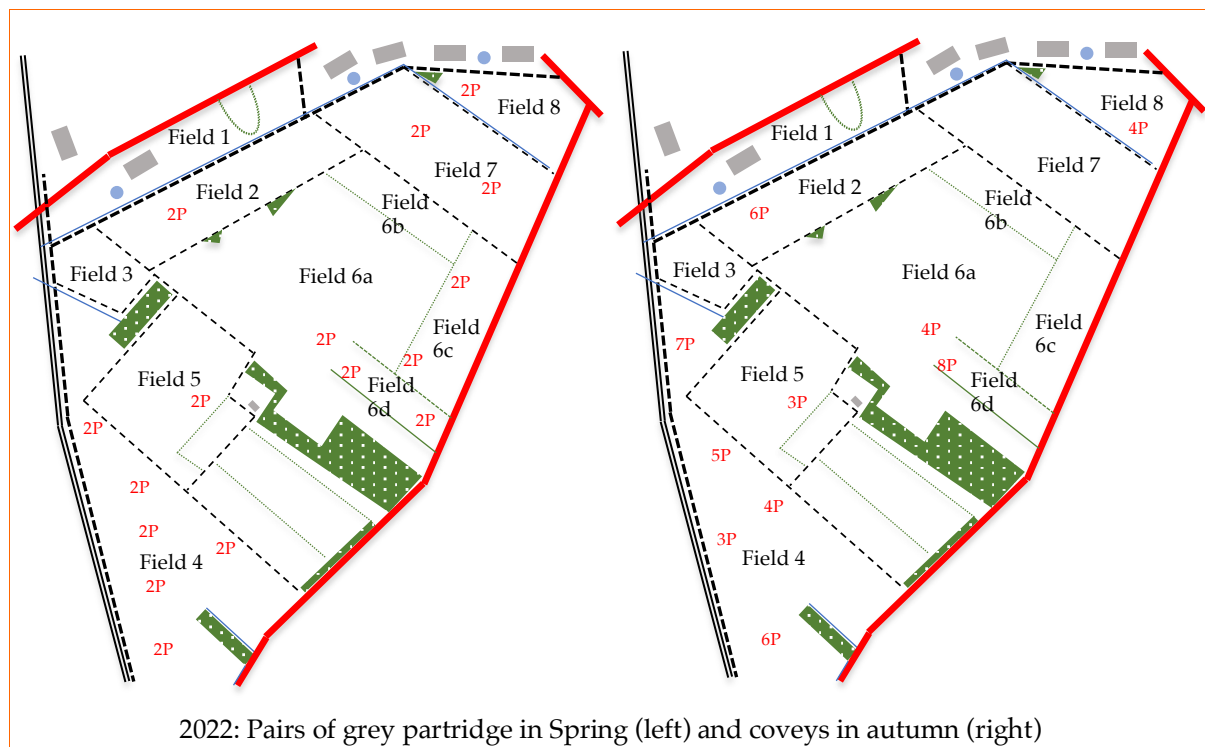 2P
Field 8
Field 1
2P
Field 7
2P
Field 2
2P
Field
6b
Field 3
Field 6a
2P
Field
6c
2P
2P
2P
Field
6d
Field 5
2P
2P
2P
2P
2P
2P
Field 4
2P
2P
Field 8
4P
Field 1
Field 7
Field 2
6P
Field
6b
Field 3
Field 6a
4P
Field
6c
7P
8P
Field
6d
Field 5
3P
5P
4P
3P
Field 4
6P
2022: Pairs of grey partridge in Spring (left) and coveys in autumn (right)